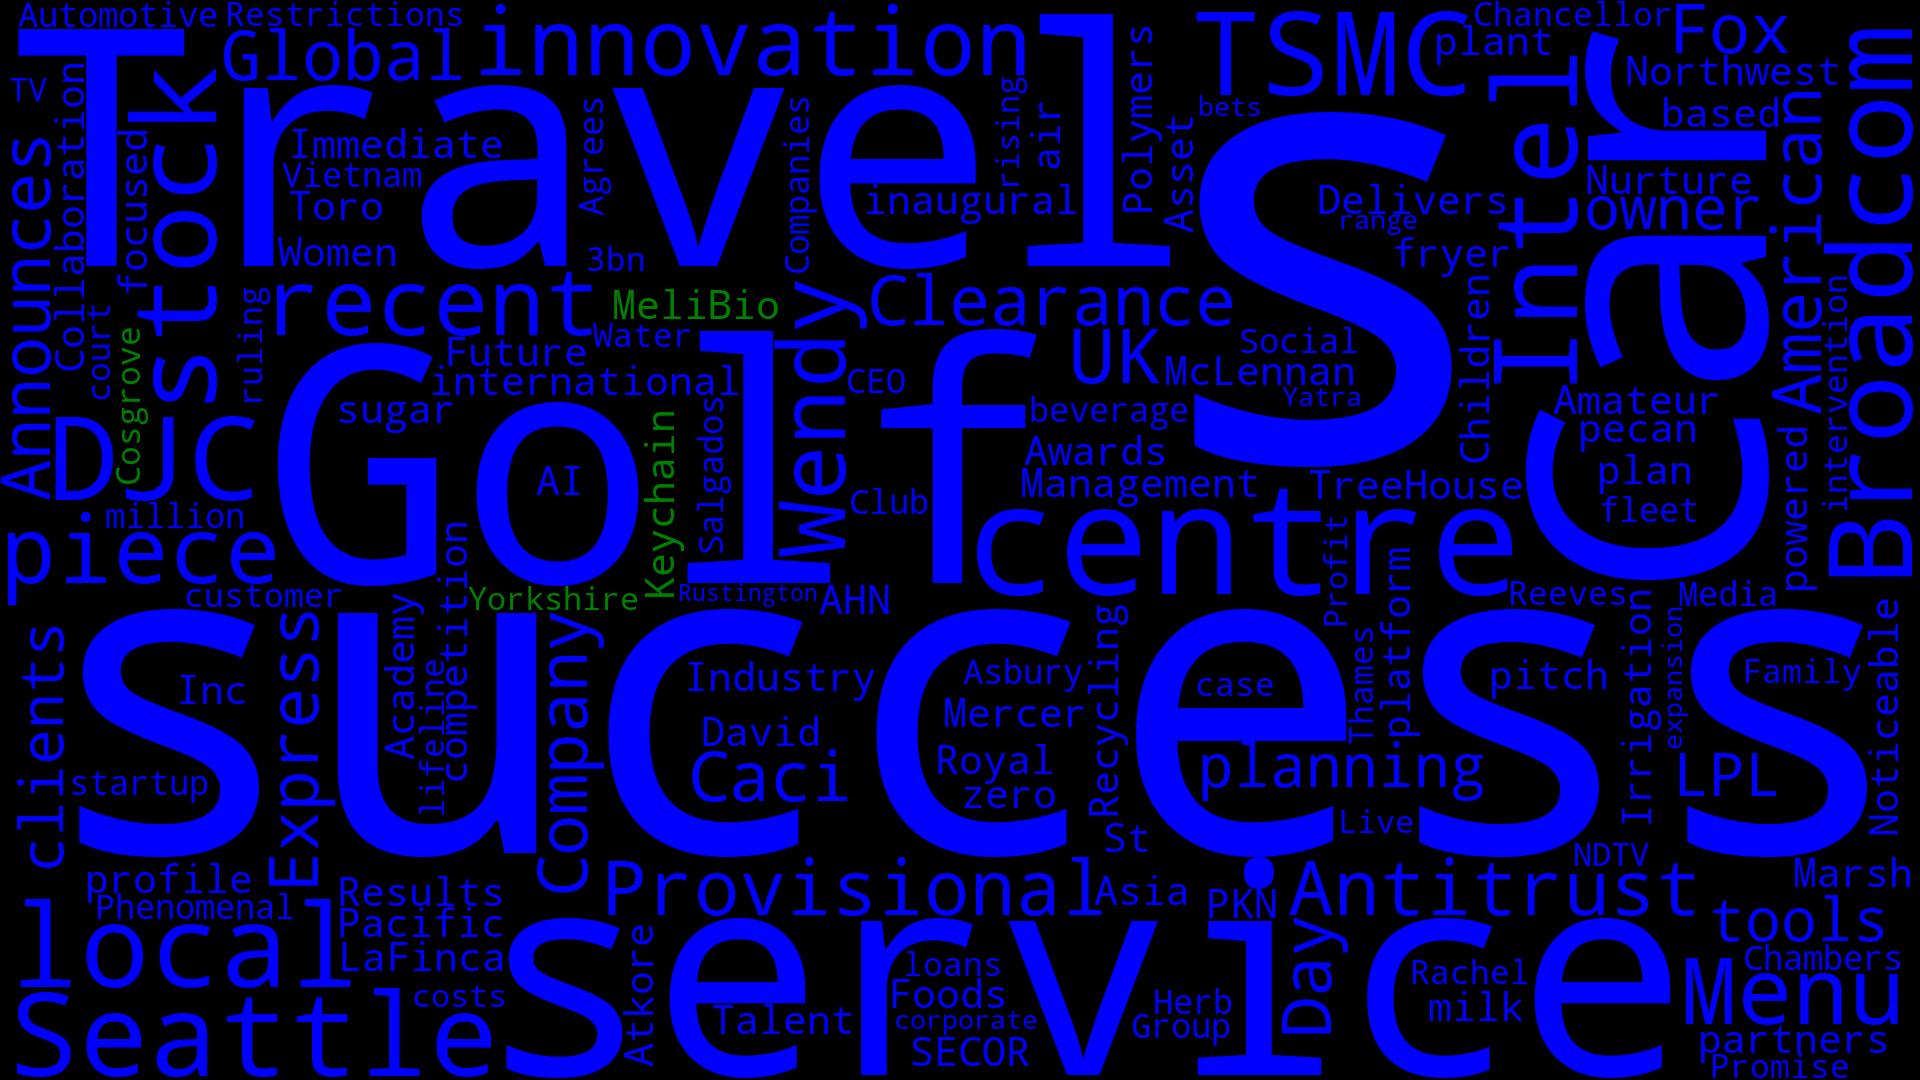 Automotive
Restrictions
Global
innovation
TSMC
Chancellor
plant
Fox
Northwest
based
TV
Travel
stock
Collaboration
focused
Announces
Immediate
Vietnam
Toro
Women
Agrees
3bn
Companies
inaugural
rising
air
Polymers
Asset
bets
s
Delivers
range
fryer
Intel
Car
Nurture
owner
American
Broadcom
recent
MeliBio
Water
Clearance
UK
McLennan
Social
Yatra
Children
intervention
court
Cosgrove
ruling
Future
international
sugar
Golf
AI
Keychain
Salgados
Wendy
CEO
Club
beverage
Awards
Management
TreeHouse
Amateur
pecan
plan
fleet
powered
DJC
million
piece
centre
customer
Yorkshire
Rustington
AHN
Profit
platform
Reeves
Media
success
clients
Inc
startup
Express
Academy
lifeline
competition
Company
Industry
David
Caci
Asbury
Mercer
Royal
zero
Recycling
St
case
planning
Thames
Live
pitch
Irrigation
expansion
Family
LPL
Noticeable
profile
Phenomenal
local
Results
Pacific
LaFinca
Provisional
Asia
PKN
Antitrust
NDTV
Marsh
tools
Chambers
Seattle
costs
service
Atkore
Talent
loans
Foods
corporate
SECOR
Herb
Group
Day
Rachel
milk
Menu
partners
Promise